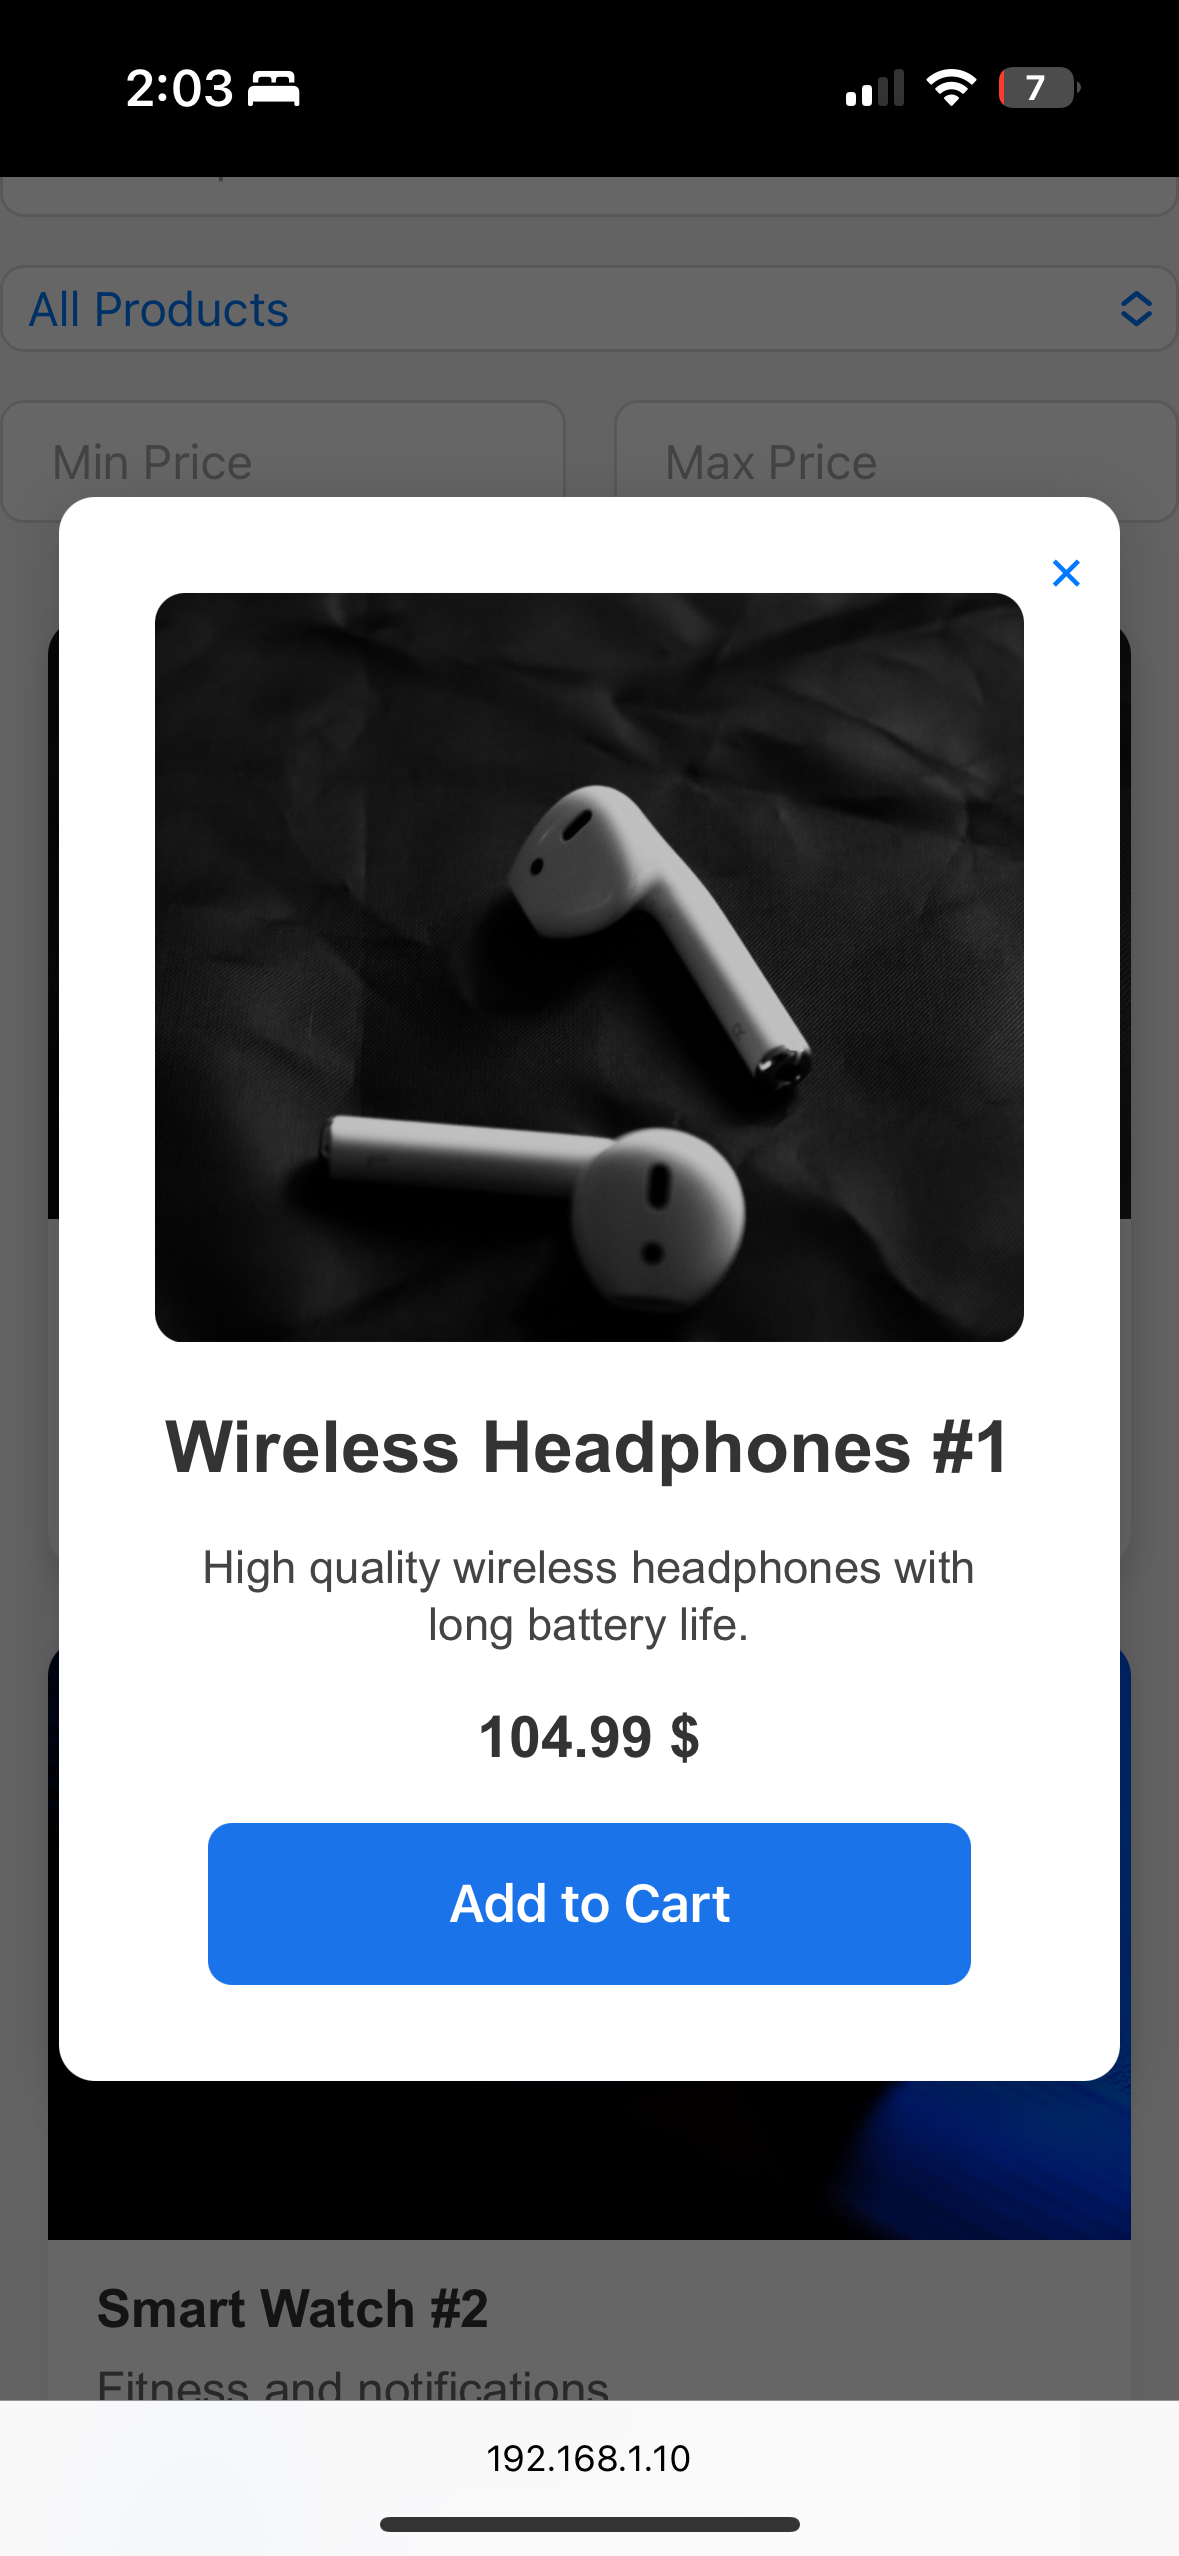 2:03
7
All Products
Min Price
Max Price
×
Wireless Headphones #1
High quality wireless headphones with
long battery life.
104.99 $
Add to Cart
Smart Watch #2
Fitness and notifications
192.168.1.10